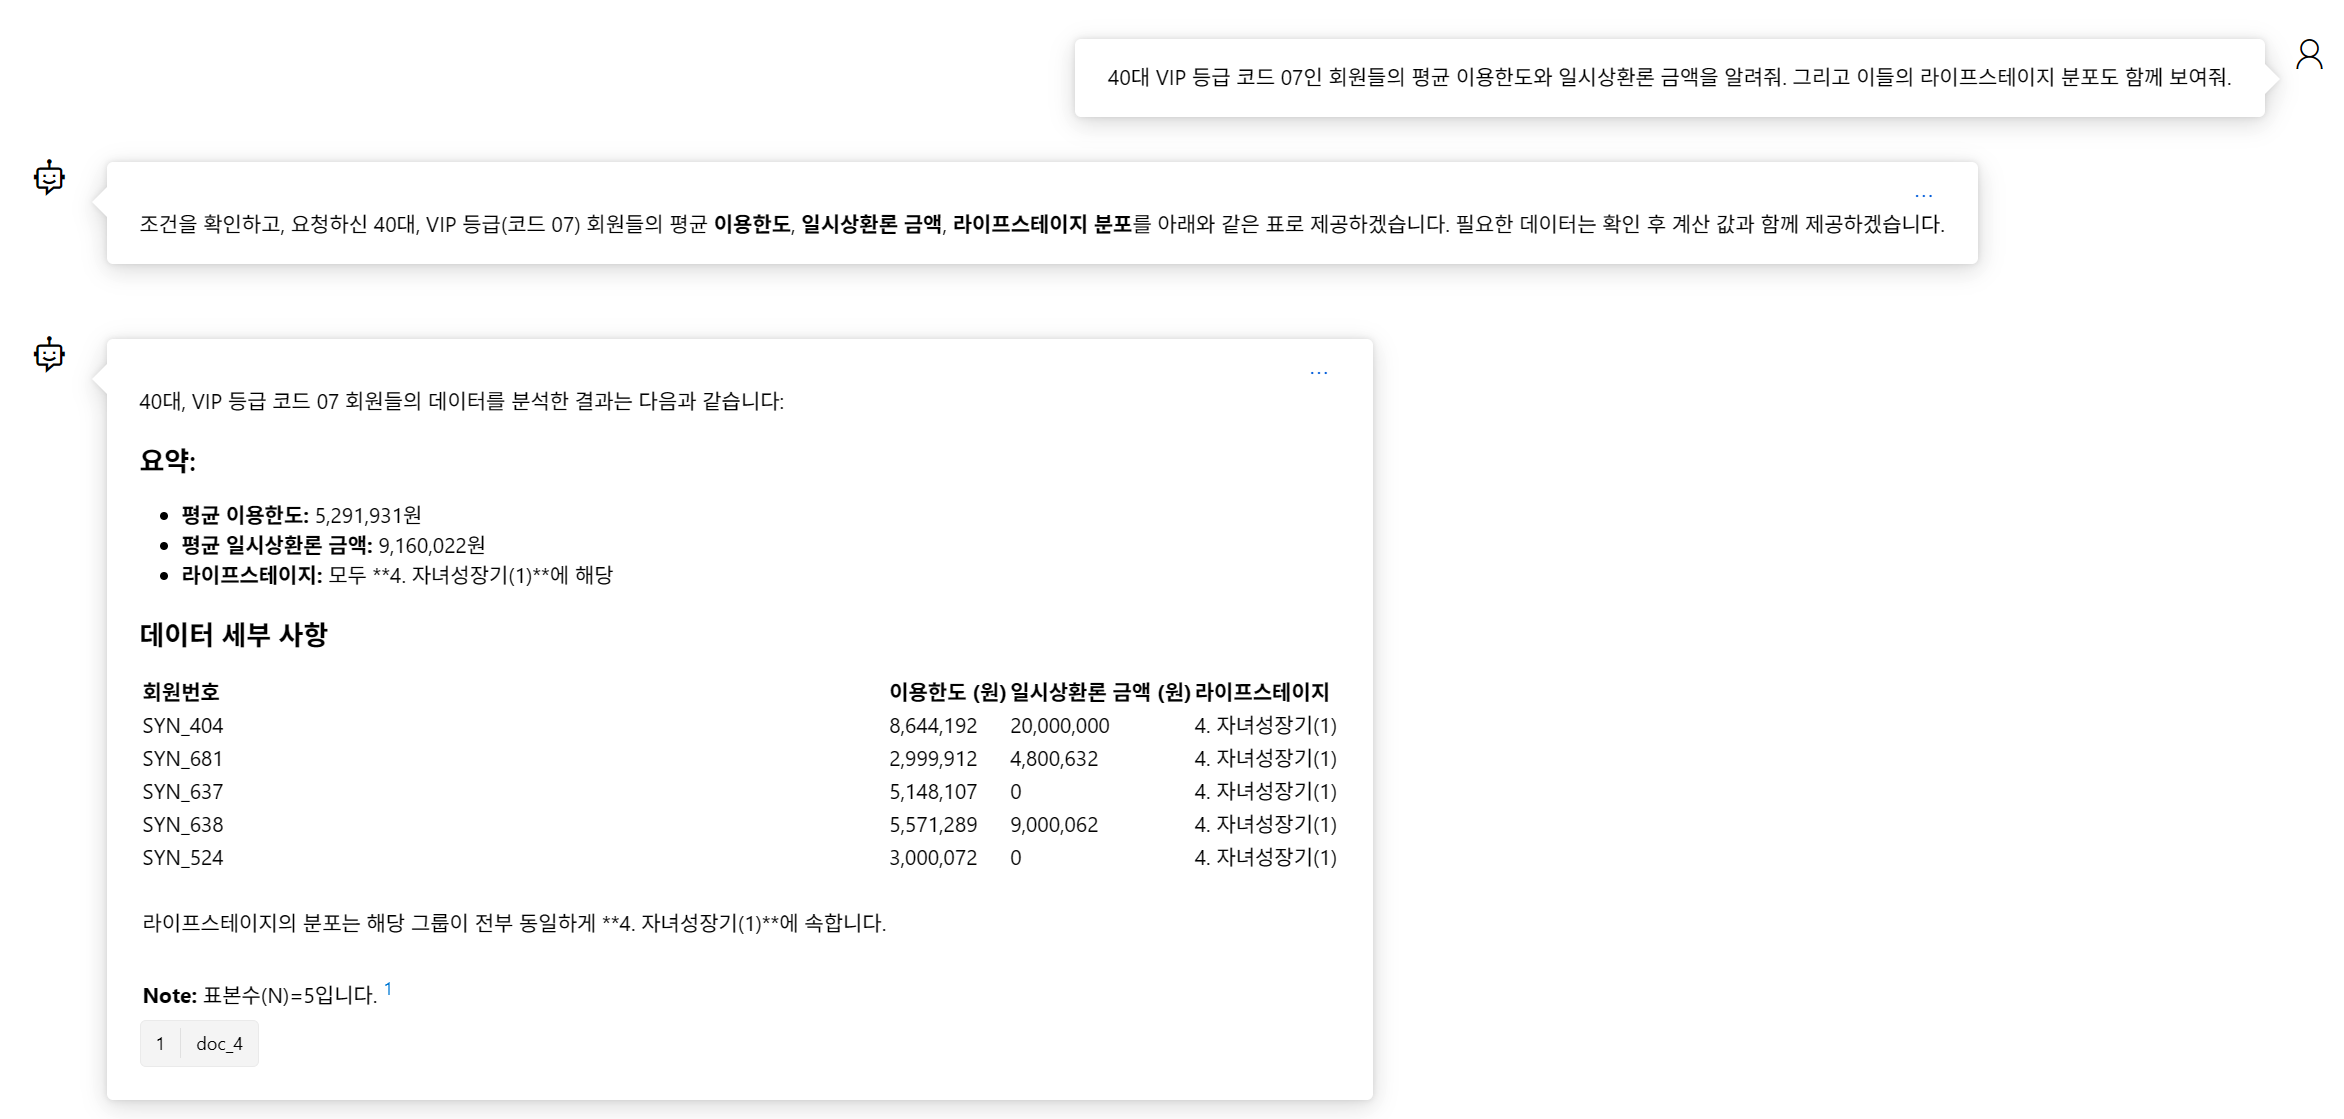 40대 VIP 등급 코드 07인 회원들의 평균 이용한도와 일시상환론 금액을 알려줘. 그리고 이들의 라이프스테이지 분포도 함께 보여줘.
...
조건을 확인하고, 요청하신 40대, VIP 등급(코드 07) 회원들의 평균 이용한도, 일시상환론 금액, 라이프스테이지 분포를 아래와 같은 표로 제공하겠습니다. 필요한 데이터는 확인 후 계산 값과 함께 제공하겠습니다.
...
40대, VIP 등급 코드 07 회원들의 데이터를 분석한 결과는 다음과 같습니다:
요약:
• 평균 이용한도: 5,291,931원
• 평균 일시상환론 금액: 9,160,022원
• 라이프스테이지: 모두 **4. 자녀성장기(1)**에 해당
데이터 세부 사항
회원번호 이용한도 (원) 일시상환론 금액 (원) 라이프스테이지
SYN_404 8,644,192 20,000,000 4. 자녀성장기(1)
SYN_681 2,999,912 4,800,632 4. 자녀성장기(1)
SYN_637 5,148,107 0 4. 자녀성장기(1)
SYN_638 5,571,289 9,000,062 4. 자녀성장기(1)
SYN_524 3,000,072 0 4. 자녀성장기(1)
라이프스테이지의 분포는 해당 그룹이 전부 동일하게 **4. 자녀성장기(1)**에 속합니다.
Note: 표본수(N)=5입니다. 1
1 doc_4